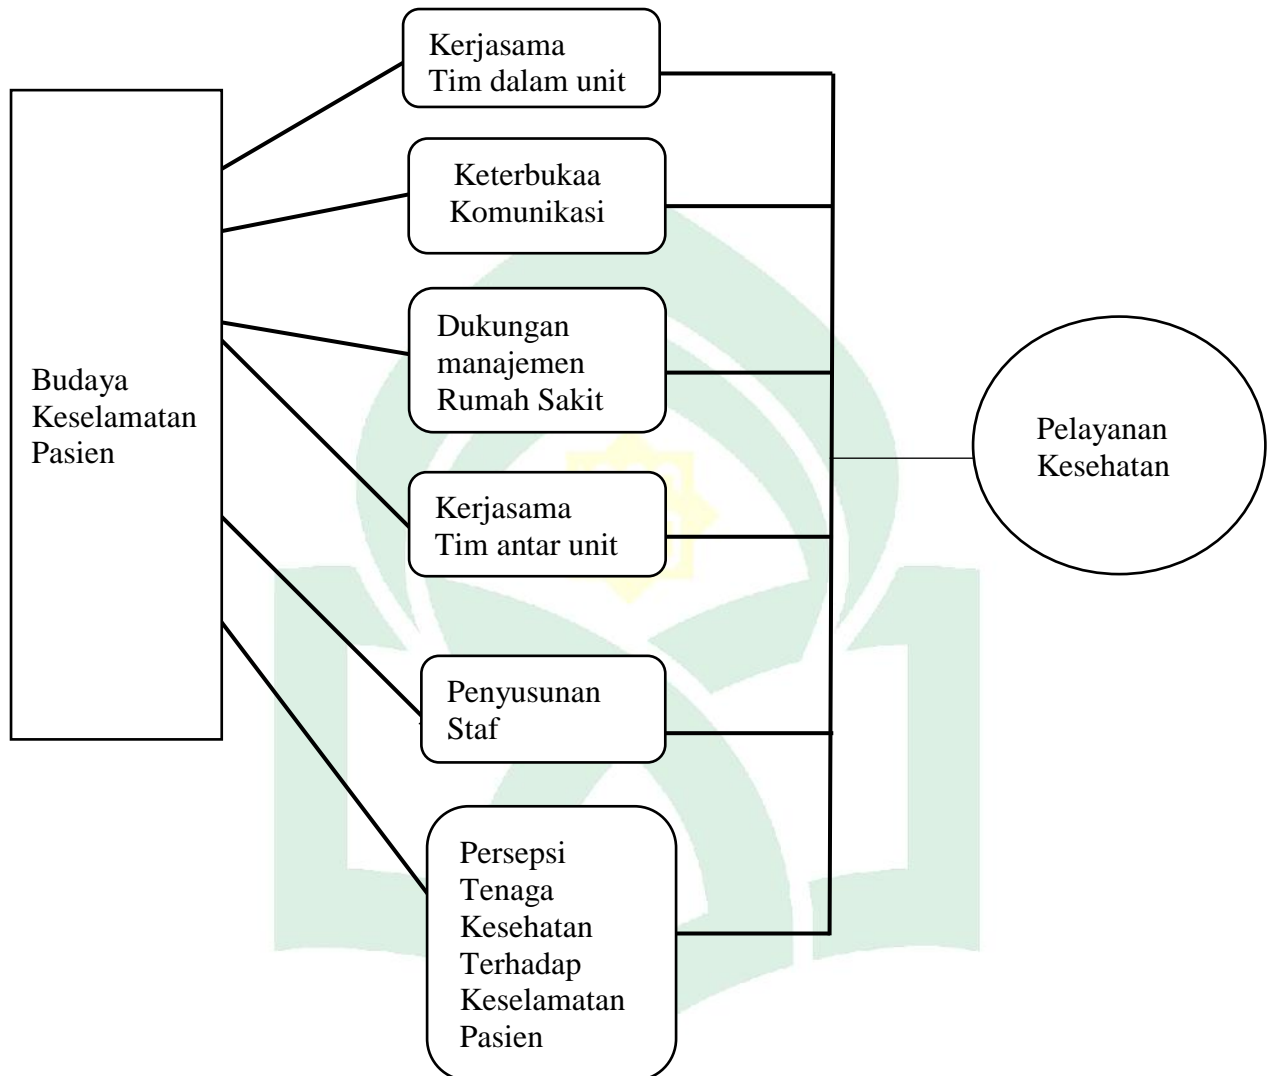 Budaya
Keselamatan
Pasien
Kerjasama
Tim dalam unit
Keterbukaa
Komunikasi
Dukungan
manajemen
Rumah Sakit
Kerjasama
Tim antar unit
Penyusunan
Staf
Persepsi
Tenaga
Kesehatan
Terhadap
Keselamatan
Pasien
Pelayanan
Kesehatan